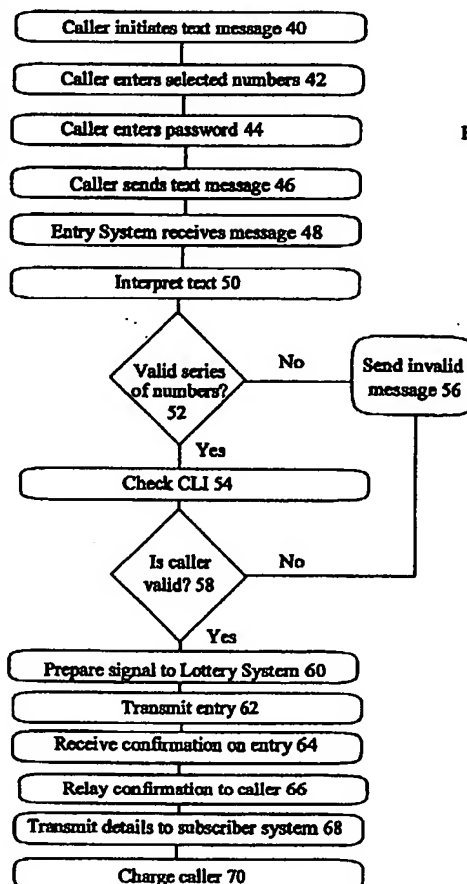 Caller initiates text message 40
Caller enters selected numbers 42
Caller enters password 44
Caller sends text message 46
Entry System receives message 48
Interpret text 50
Valid series
of numbers?
52
No
Send invalid
message 56
Yes
Check CLI 54
Is caller
valid? 58
No
Yes
Prepare signal to Lottery System 60
Transmit entry 62
Receive confirmation on entry 64
Relay confirmation to caller 66
Transmit details to subscriber system 68
Charge caller 70